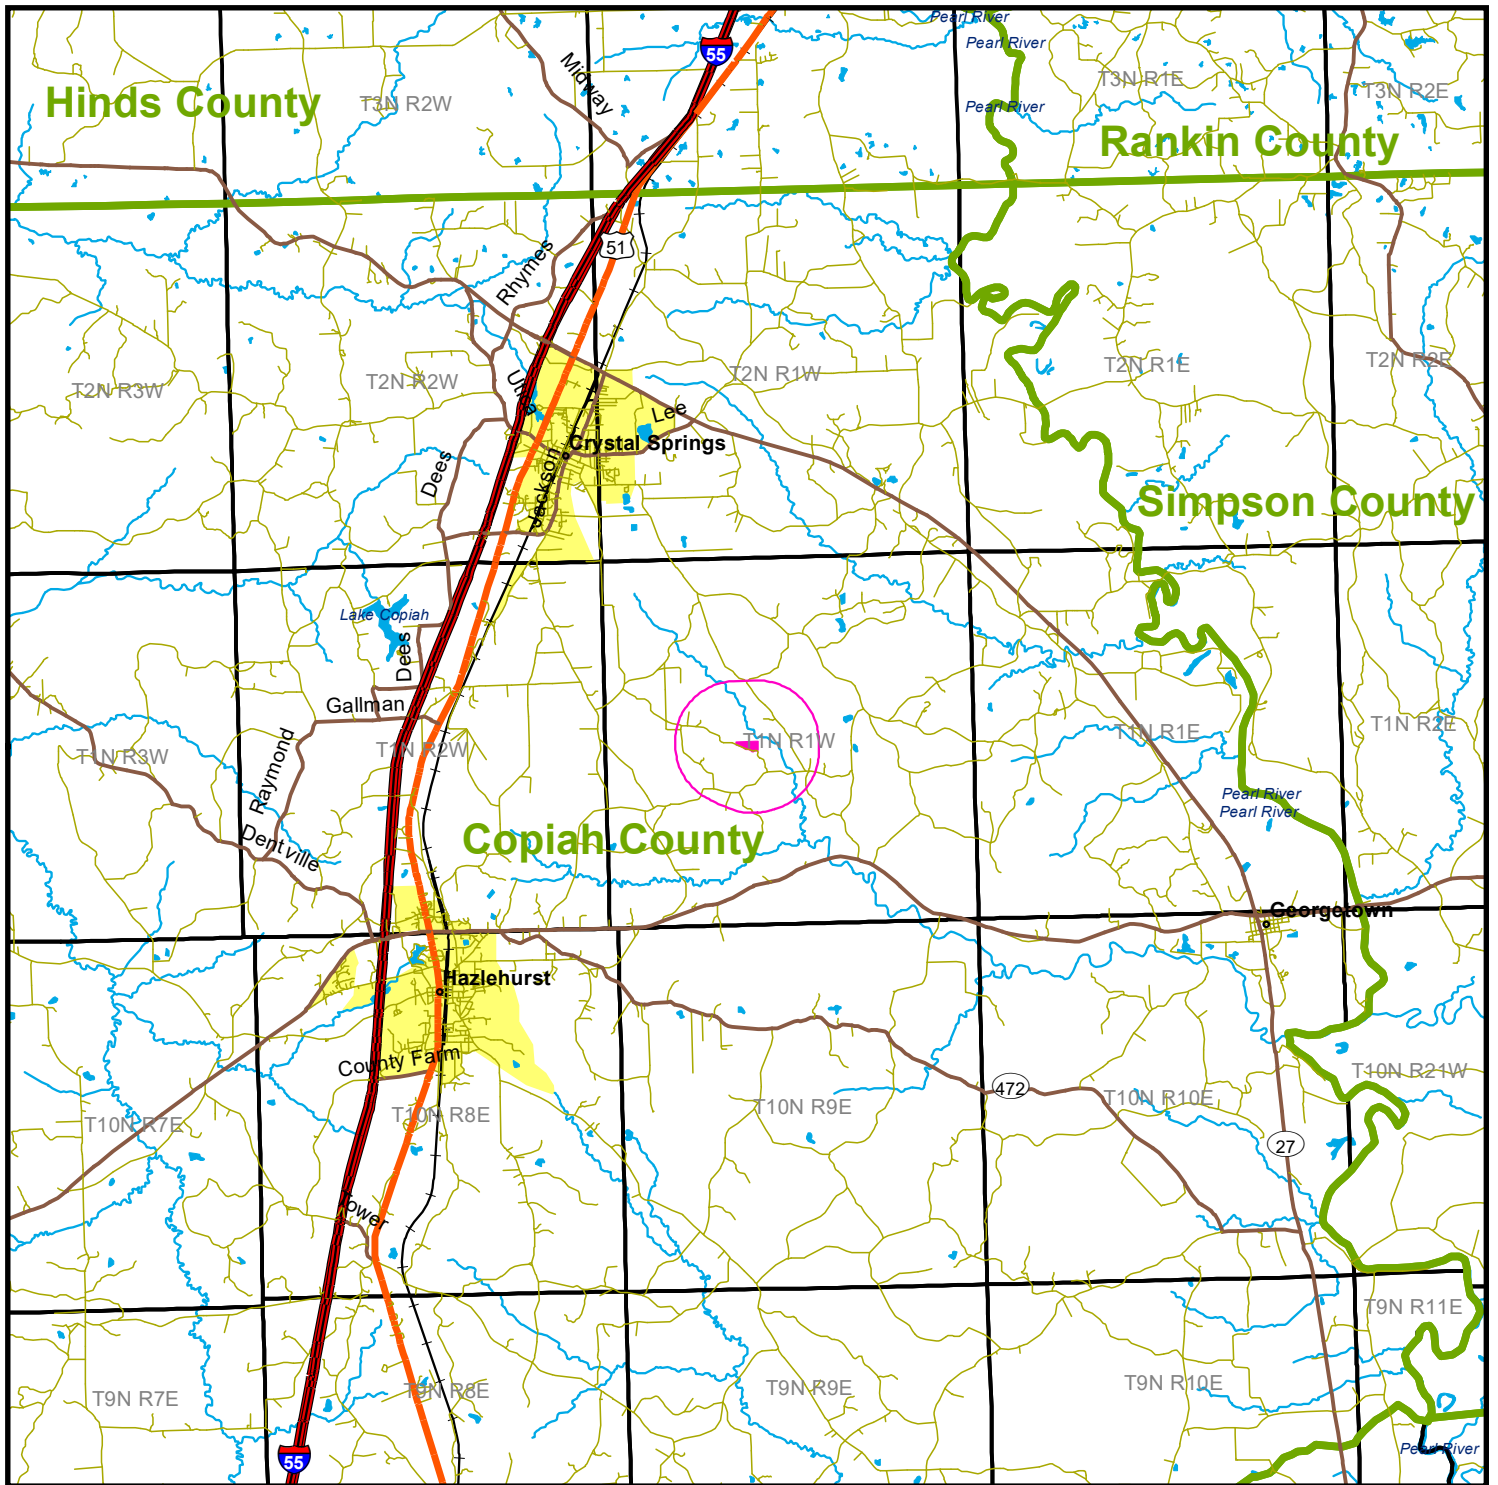 Pearl River
Pearl River
55
Midway
T3N R1E
T3N R2E
Hinds County
T3N R2W
Pearl River
Rankin County
51
Rhymes
T2N R3W
T2N R2W
T2N R1W
T2N R1E
T2N R2E
Utica
Lee
Crystal Springs
Dees
Jackson
Simpson County
Lake Copiah
Dees
Gallman
T1N R3W
Raymond
T1N R2W
T1N R1W
T1N R1E
T1N R2E
Pearl River
Pearl River
Dentville
Copiah County
Georgetown
Hazlehurst
County Farm
T10N R7E
T10N R8E
T10N R9E
472
T10N R10E
T10N R21W
27
Tower
T9N R11E
T9N R7E
T9N R8E
T9N R9E
T9N R10E
55
Pearl River